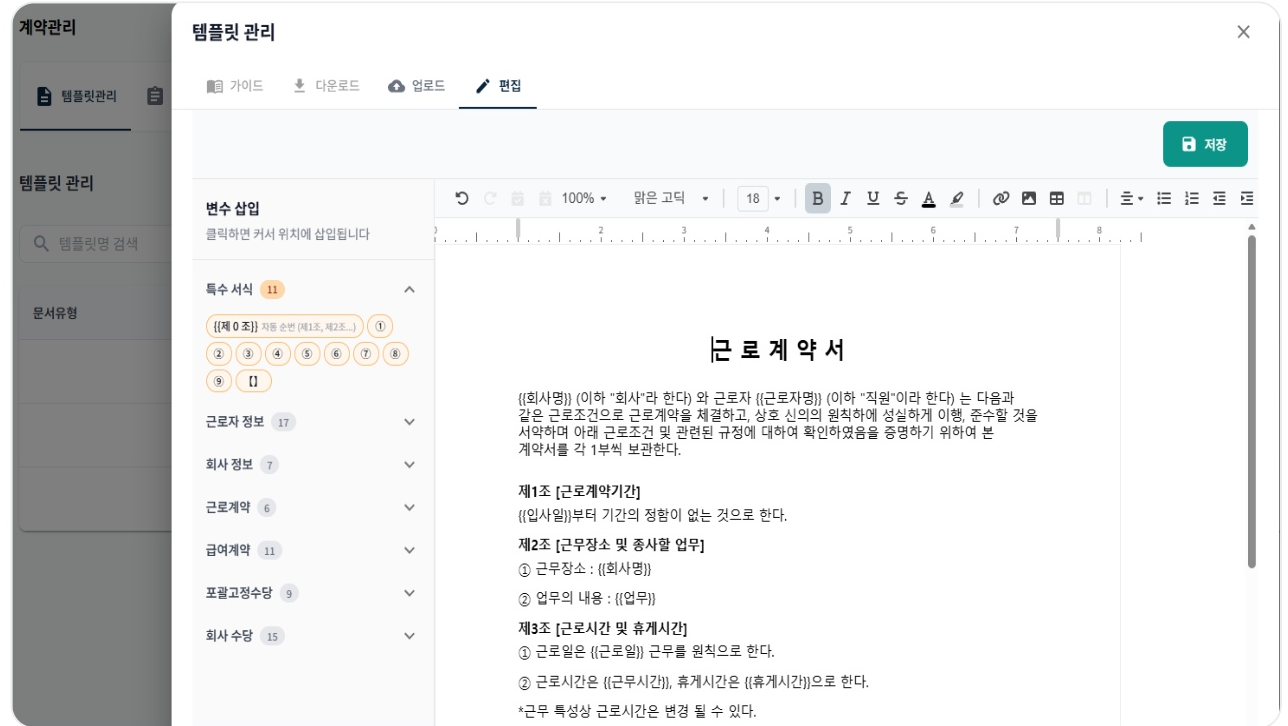 계약관리
템플릿관리
템플릿 관리
템플릿명 검색
문서유형
템플릿 관리
가이드 다운로드 업로드 편집
저장
변수 삽입
클릭하면 커서 위치에 삽입됩니다
특수 서식 11
{{제 0 조}} 자동 순번 (제1조, 제2조...) ①
② ③ ④ ⑤ ⑥ ⑦ ⑧
⑨ 【】
근로자 정보 17
회사 정보 7
근로계약 6
급여계약 11
포괄고정수당 9
회사 수당 15
100% 맑은 고딕 18 B I U S A
2 3 4 5 6 7 8
근 로 계 약 서
{{회사명}} (이하 "회사"라 한다) 와 근로자 {{근로자명}} (이하 "직원"이라 한다) 는 다음과
같은 근로조건으로 근로계약을 체결하고, 상호 신의의 원칙하에 성실하게 이행, 준수할 것을
서약하며 아래 근로조건 및 관련된 규정에 대하여 확인하였음을 증명하기 위하여 본
계약서를 각 1부씩 보관한다.
제1조 [근로계약기간]
{{입사일}}부터 기간의 정함이 없는 것으로 한다.
제2조 [근무장소 및 종사할 업무]
① 근무장소 : {{회사명}}
② 업무의 내용 : {{업무}}
제3조 [근로시간 및 휴게시간]
① 근로일은 {{근로일}} 근무를 원칙으로 한다.
② 근로시간은 {{근무시간}}, 휴게시간은 {{휴게시간}}으로 한다.
*근무 특성상 근로시간은 변경 될 수 있다.